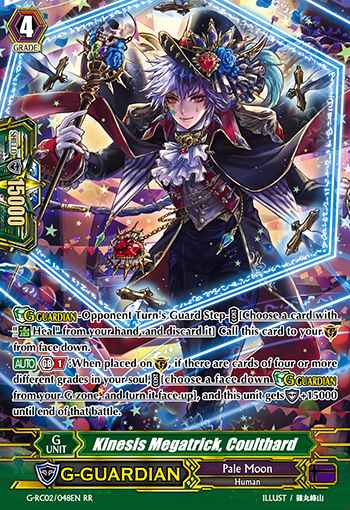 4
GRADE
SHIELD
15000
G-GUARDIAN -Opponent Turn's Guard Step- [Choose a card with
"Heal" from your hand, and discard it] Call this card to your (G)
from face down.
AUTO GB 1 :When placed on (G), if there are cards of four or more
different grades in your soul, [choose a face down G-GUARDIAN
from your G zone, and turn it face up], and this unit gets +15000
until end of that battle.
G
UNIT
Kinesis Megatrick, Coulthard
G-GUARDIAN
Pale Moon
Human
G-RC02/048EN RR
ILLUST / 鶏丸峰山